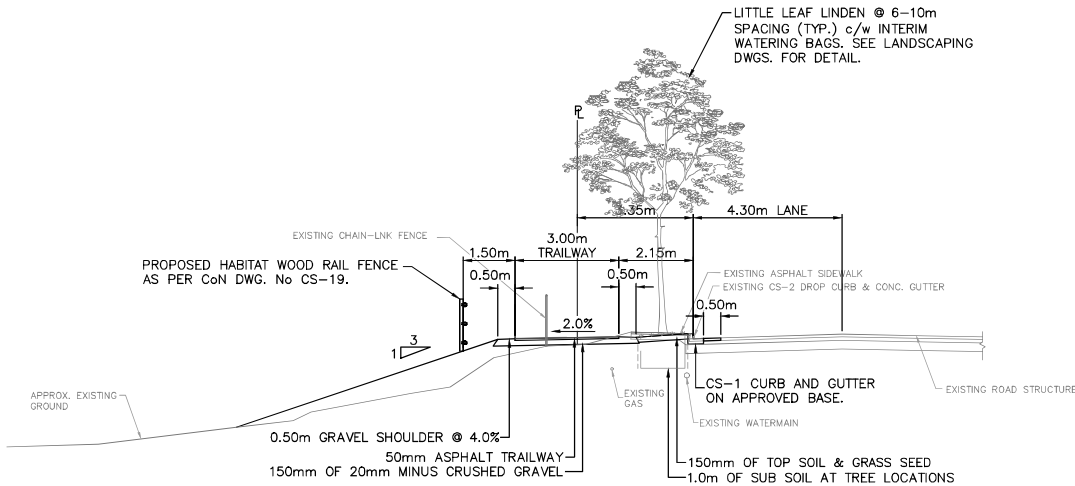 LITTLE LEAF LINDEN @ 6-10m
SPACING (TYP.) c/w INTERIM
WATERING BAGS. SEE LANDSCAPING
DWGS. FOR DETAIL.
PL
.35m
4.30m LANE
EXISTING CHAIN-LNK FENCE
1.50m
3.00m
TRAILWAY
2.15m
PROPOSED HABITAT WOOD RAIL FENCE
AS PER CoN DWG. No CS-19.
0.50m
0.50m
EXISTING ASPHALT SIDEWALK
EXISTING CS-2 DROP CURB & CONC. GUTTER
0.50m
2.0%
3
1
APPROX. EXISTING
GROUND
EXISTING
GAS
CS-1 CURB AND GUTTER
ON APPROVED BASE.
EXISTING ROAD STRUCTURE
EXISTING WATERMAIN
0.50m GRAVEL SHOULDER @ 4.0%
50mm ASPHALT TRAILWAY
150mm OF 20mm MINUS CRUSHED GRAVEL
150mm OF TOP SOIL & GRASS SEED
1.0m OF SUB SOIL AT TREE LOCATIONS